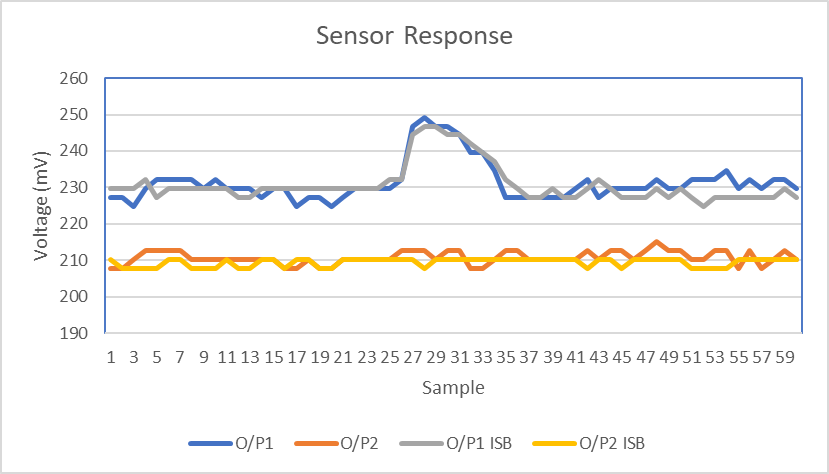 Sensor Response
260
250
240
230
220
210
200
190
Voltage (mV)
1 3 5 7 9 11 13 15 17 19 21 23 25 27 29 31 33 35 37 39 41 43 45 47 49 51 53 55 57 59
Sample
O/P1 O/P2 O/P1 ISB O/P2 ISB